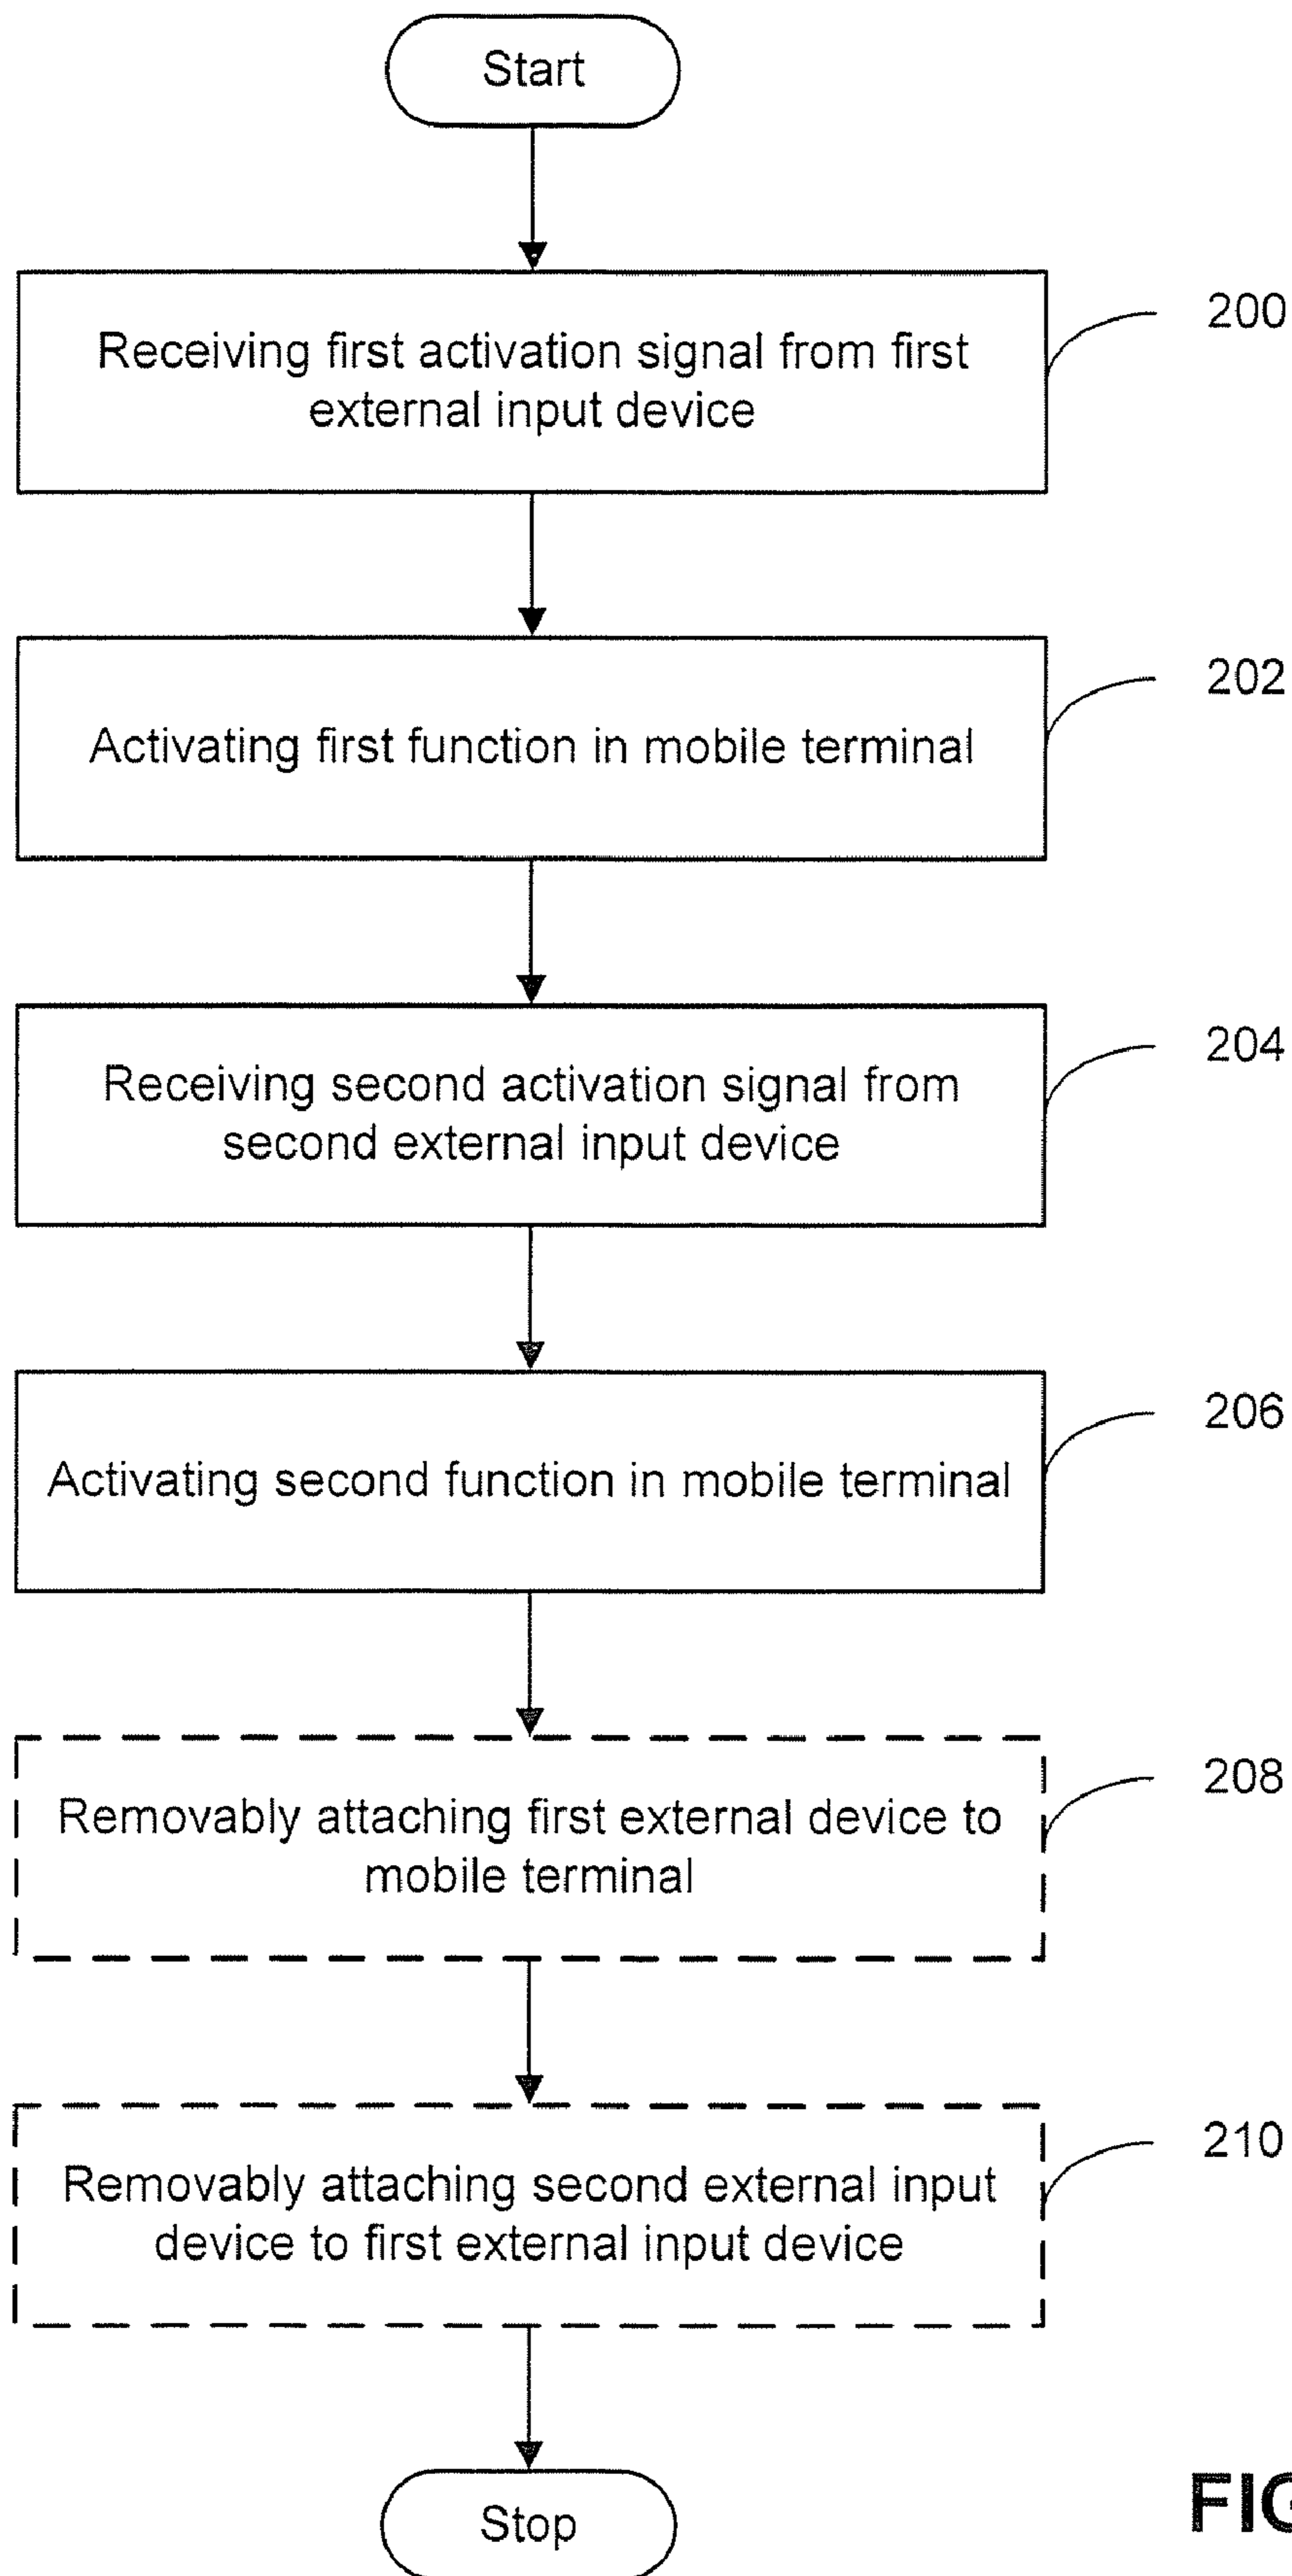 Start
Receiving first activation signal from first
external input device
200
Activating first function in mobile terminal
202
Receiving second activation signal from
second external input device
204
Activating second function in mobile terminal
206
Removably attaching first external device to
mobile terminal
208
Removably attaching second external input
device to first external input device
210
Stop